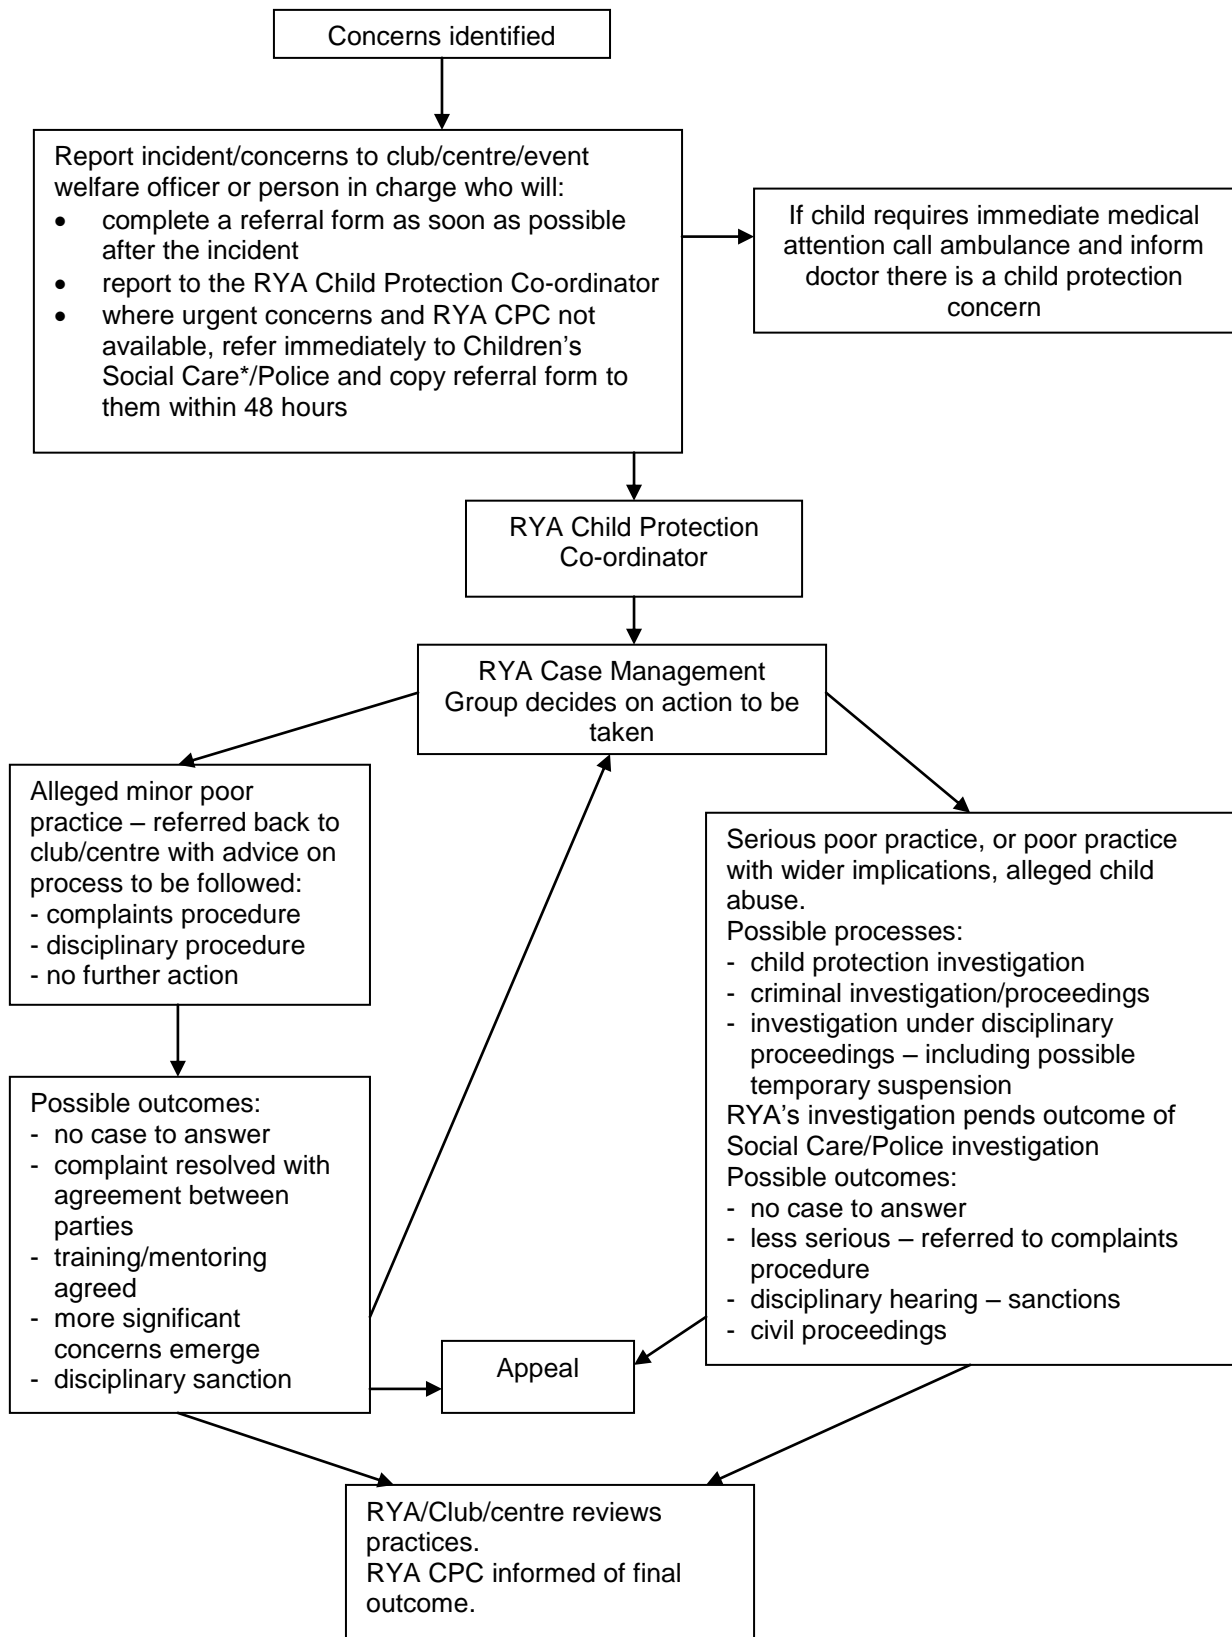 Concerns identified
Report incident/concerns to club/centre/event
welfare officer or person in charge who will:
• complete a referral form as soon as possible
after the incident
• report to the RYA Child Protection Co-ordinator
• where urgent concerns and RYA CPC not
available, refer immediately to Children’s
Social Care*/Police and copy referral form to
them within 48 hours
If child requires immediate medical
attention call ambulance and inform
doctor there is a child protection
concern
RYA Child Protection
Co-ordinator
RYA Case Management
Group decides on action to be
taken
Alleged minor poor
practice – referred back to
club/centre with advice on
process to be followed:
- complaints procedure
- disciplinary procedure
- no further action
Serious poor practice, or poor practice
with wider implications, alleged child
abuse.
Possible processes:
- child protection investigation
- criminal investigation/proceedings
- investigation under disciplinary
proceedings – including possible
temporary suspension
RYA’s investigation pends outcome of
Social Care/Police investigation
Possible outcomes:
- no case to answer
- less serious – referred to complaints
procedure
- disciplinary hearing – sanctions
- civil proceedings
Possible outcomes:
- no case to answer
- complaint resolved with
agreement between
parties
- training/mentoring
agreed
- more significant
concerns emerge
- disciplinary sanction
Appeal
RYA/Club/centre reviews
practices.
RYA CPC informed of final
outcome.